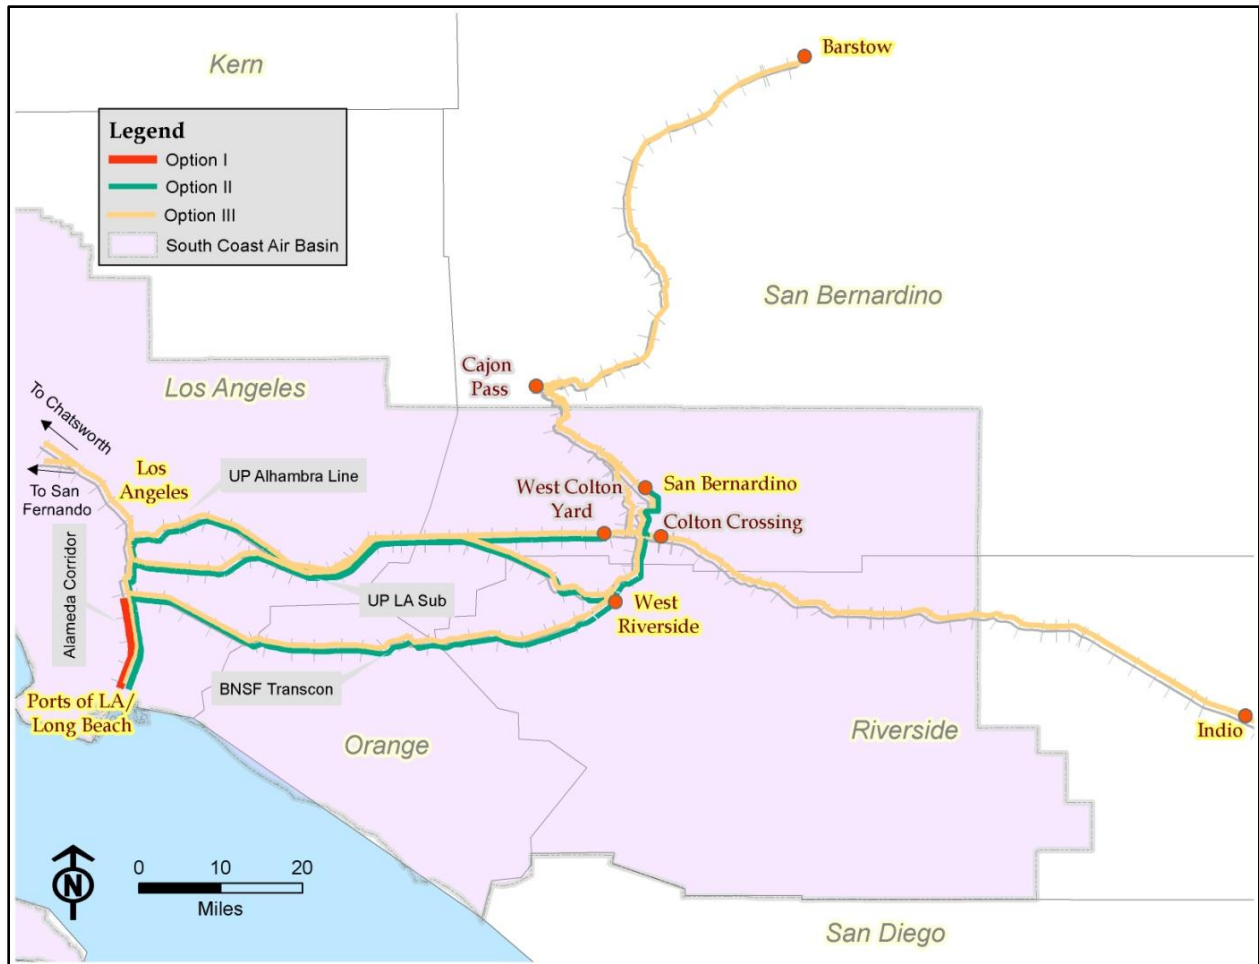 Kern
Barstow
Legend
Option I
Option II
Option III
South Coast Air Basin
San Bernardino
Cajon
Pass
Los Angeles
To Chatsworth
To San
Fernando
Los
Angeles
UP Alhambra Line
West Colton
Yard
San Bernardino
Colton Crossing
Alameda Corridor
UP LA Sub
West
Riverside
BNSF Transcon
Ports of LA/
Long Beach
Orange
Riverside
Indio
N
0 10 20
Miles
San Diego